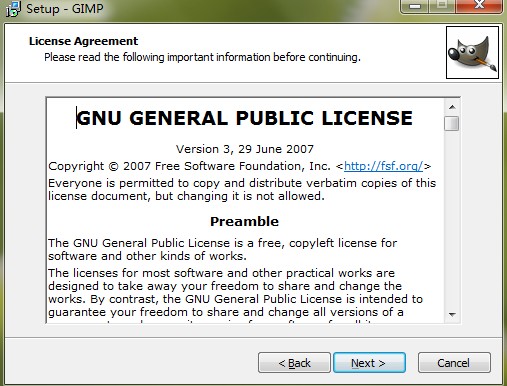 Setup - GIMP
License Agreement
Please read the following important information before continuing.
GNU GENERAL PUBLIC LICENSE
Version 3, 29 June 2007
Copyright © 2007 Free Software Foundation, Inc. <http://fsf.org/>
Everyone is permitted to copy and distribute verbatim copies of this
license document, but changing it is not allowed.
Preamble
The GNU General Public License is a free, copyleft license for
software and other kinds of works.
The licenses for most software and other practical works are
designed to take away your freedom to share and change the
works. By contrast, the GNU General Public License is intended to
guarantee your freedom to share and change all versions of a
< Back
Next >
Cancel